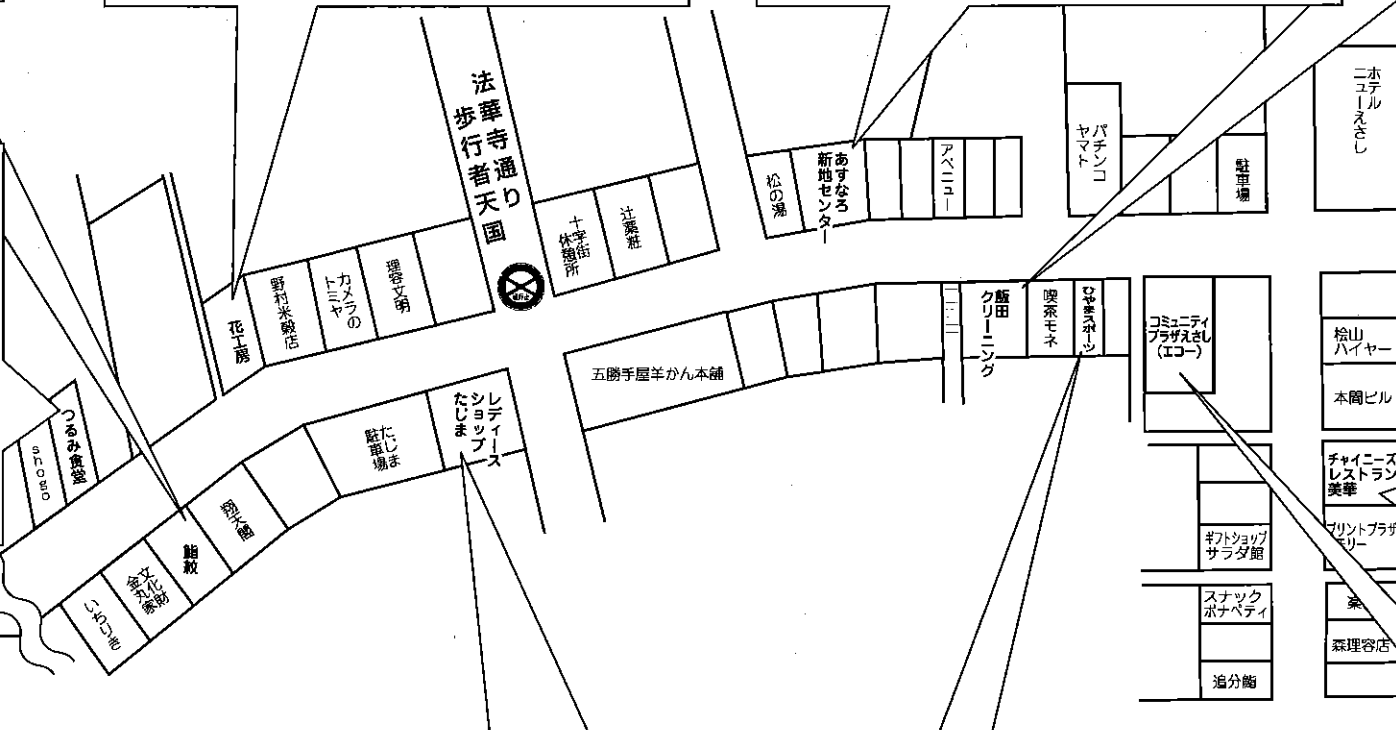 法華寺通り
歩行者天国
花工房
野村米穀店
カメラの
トミヤ
理容文明
十字街
休憩所
辻薬粧
松の湯
あすなろ
新地センター
アベニュー
パチンコ
ヤマト
駐車場
ホテル
ニューえさし
つるみ食堂
shogo
いちりき
文化財
金丸家
鮨敏
翔天閣
たじま
駐車場
レディース
ショップ
たじま
五勝手屋羊かん本舗
飯田
クリーニング
喫茶モネ
ひやまスポーツ
コミュニティ
プラザえさし
(エコー)
桧山
ハイヤー
本間ビル
チャイニーズ
レストラン
美華
プリントプラザ
ギフトショップ
サラダ館
スナック
ボナペティ
森理容店
追分鮨